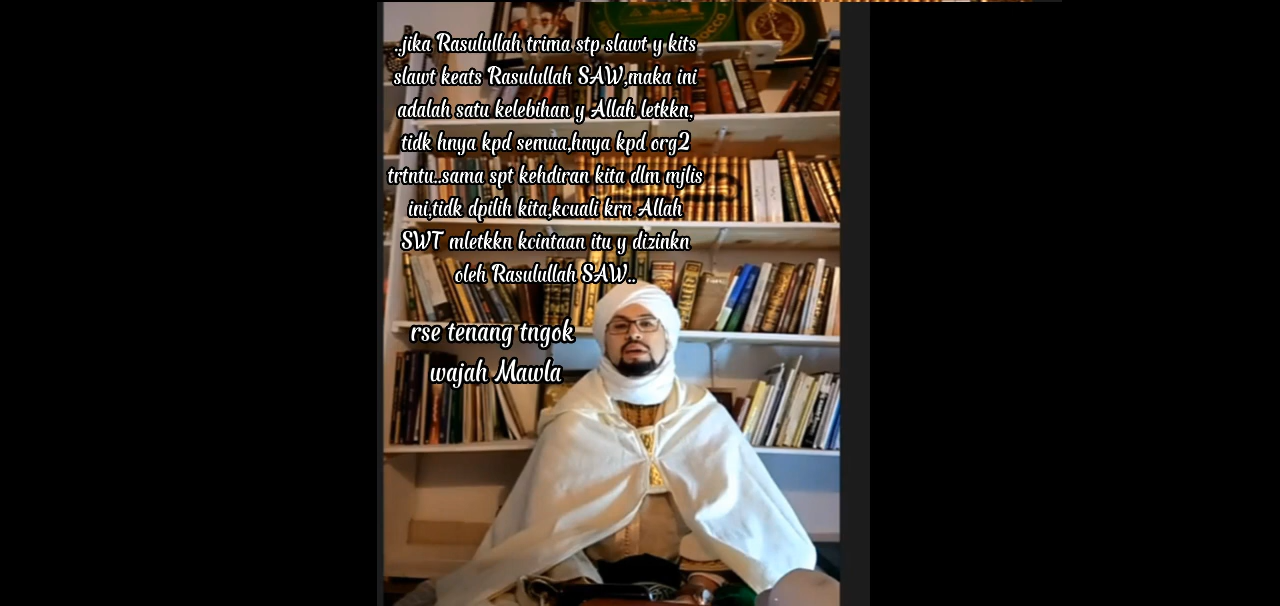 ..jika Rasulullah trima stp slawt y kits
slawt keats Rasulullah SAW,maka ini
adalah satu kelebihan y Allah letkkn,
tidk hnya kpd semua,hnya kpd org2
trtntu..sama spt kehdiran kita dlm mjlis
ini,tidk dpilih kita,kcuali krn Allah
SWT mletkkn kcintaan itu y dizinkn
oleh Rasulullah SAW..
rse tenang tngok
wajah Mawla
OCCO